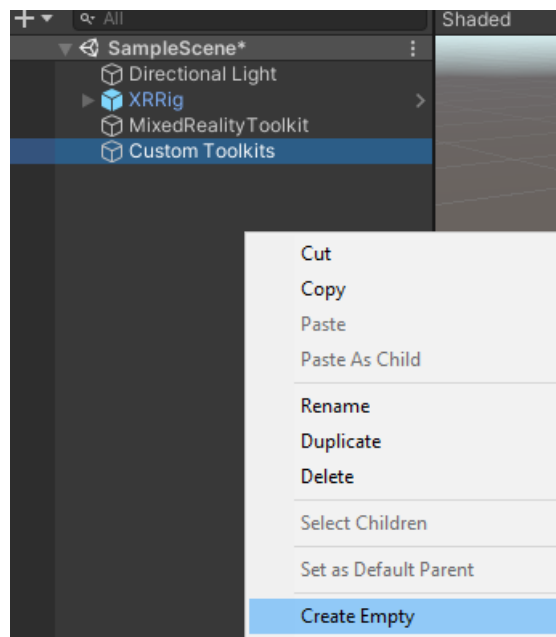 All
Shaded
SampleScene*
Directional Light
XRRig
MixedRealityToolkit
Custom Toolkits
Cut
Copy
Paste
Paste As Child
Rename
Duplicate
Delete
Select Children
Set as Default Parent
Create Empty